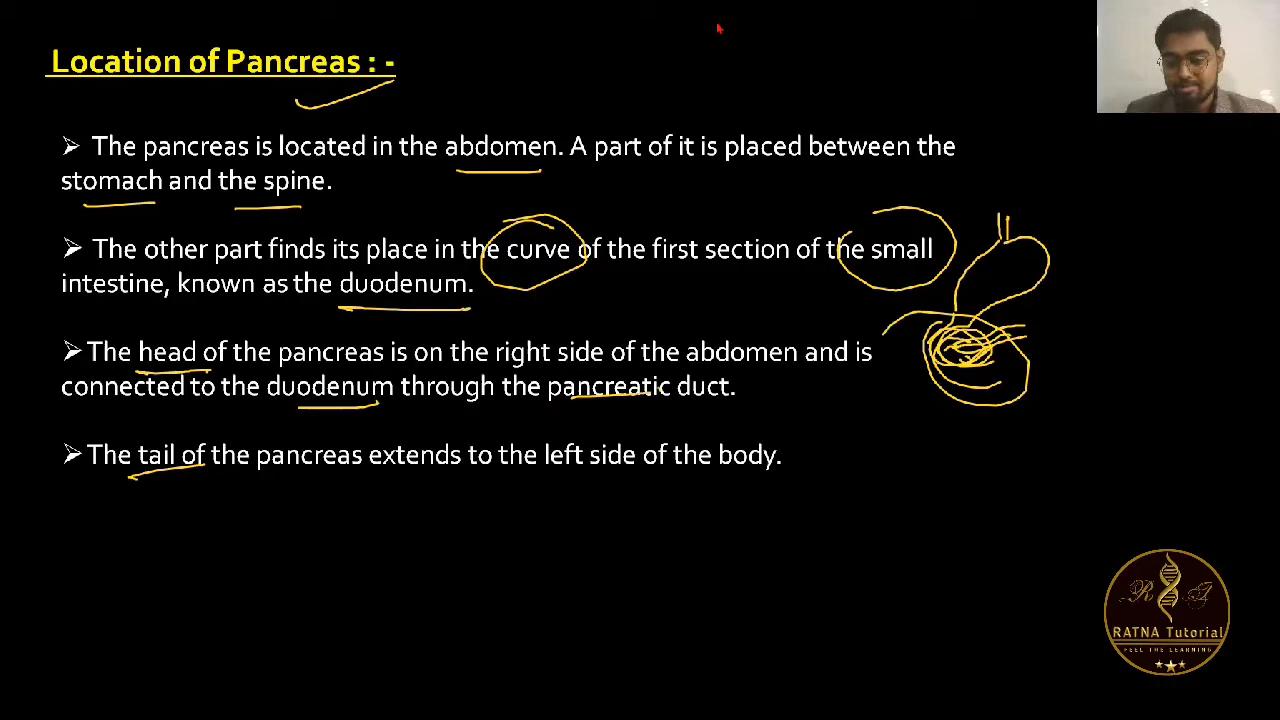 Location of Pancreas : -
➢ The pancreas is located in the abdomen. A part of it is placed between the
stomach and the spine.
➢ The other part finds its place in the curve of the first section of the small
intestine, known as the duodenum.
➢ The head of the pancreas is on the right side of the abdomen and is
connected to the duodenum through the pancreatic duct.
➢ The tail of the pancreas extends to the left side of the body.
R
RATNA Tutorial
FEEL THE LEARNING